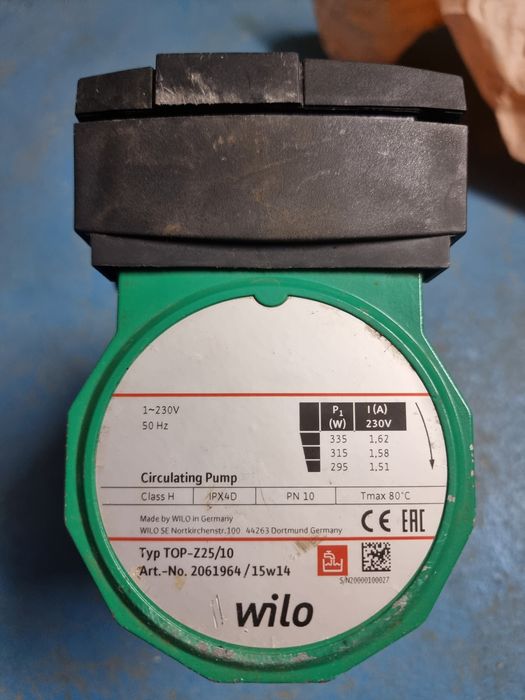 1~230V
50 Hz
P1 (W) I (A) 230V
335 1,62
315 1,58
295 1,51
Circulating Pump
Class H IPX4D PN 10 Tmax 80°C
Made by WILO in Germany
WILO SE Nortkirchenstr.100 44263 Dortmund Germany
CE EAC
Typ TOP-Z25/10
Art.-No. 2061964 / 15w14
S/N20000100027
wilo